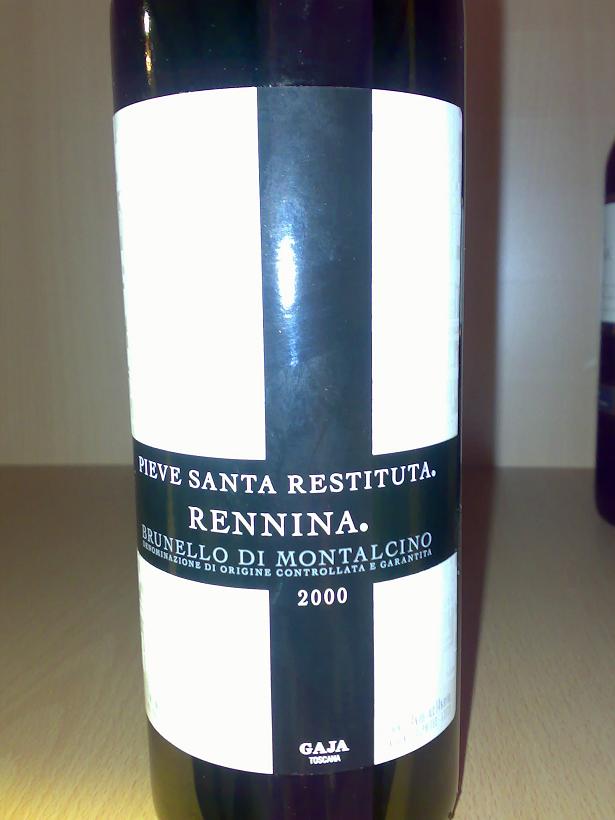 PIEVE SANTA RESTITUTA.
RENNINA.
BRUNELLO DI MONTALCINO
DENOMINAZIONE DI ORIGINE CONTROLLATA E GARANTITA
2000
GAJA
TOSCANA